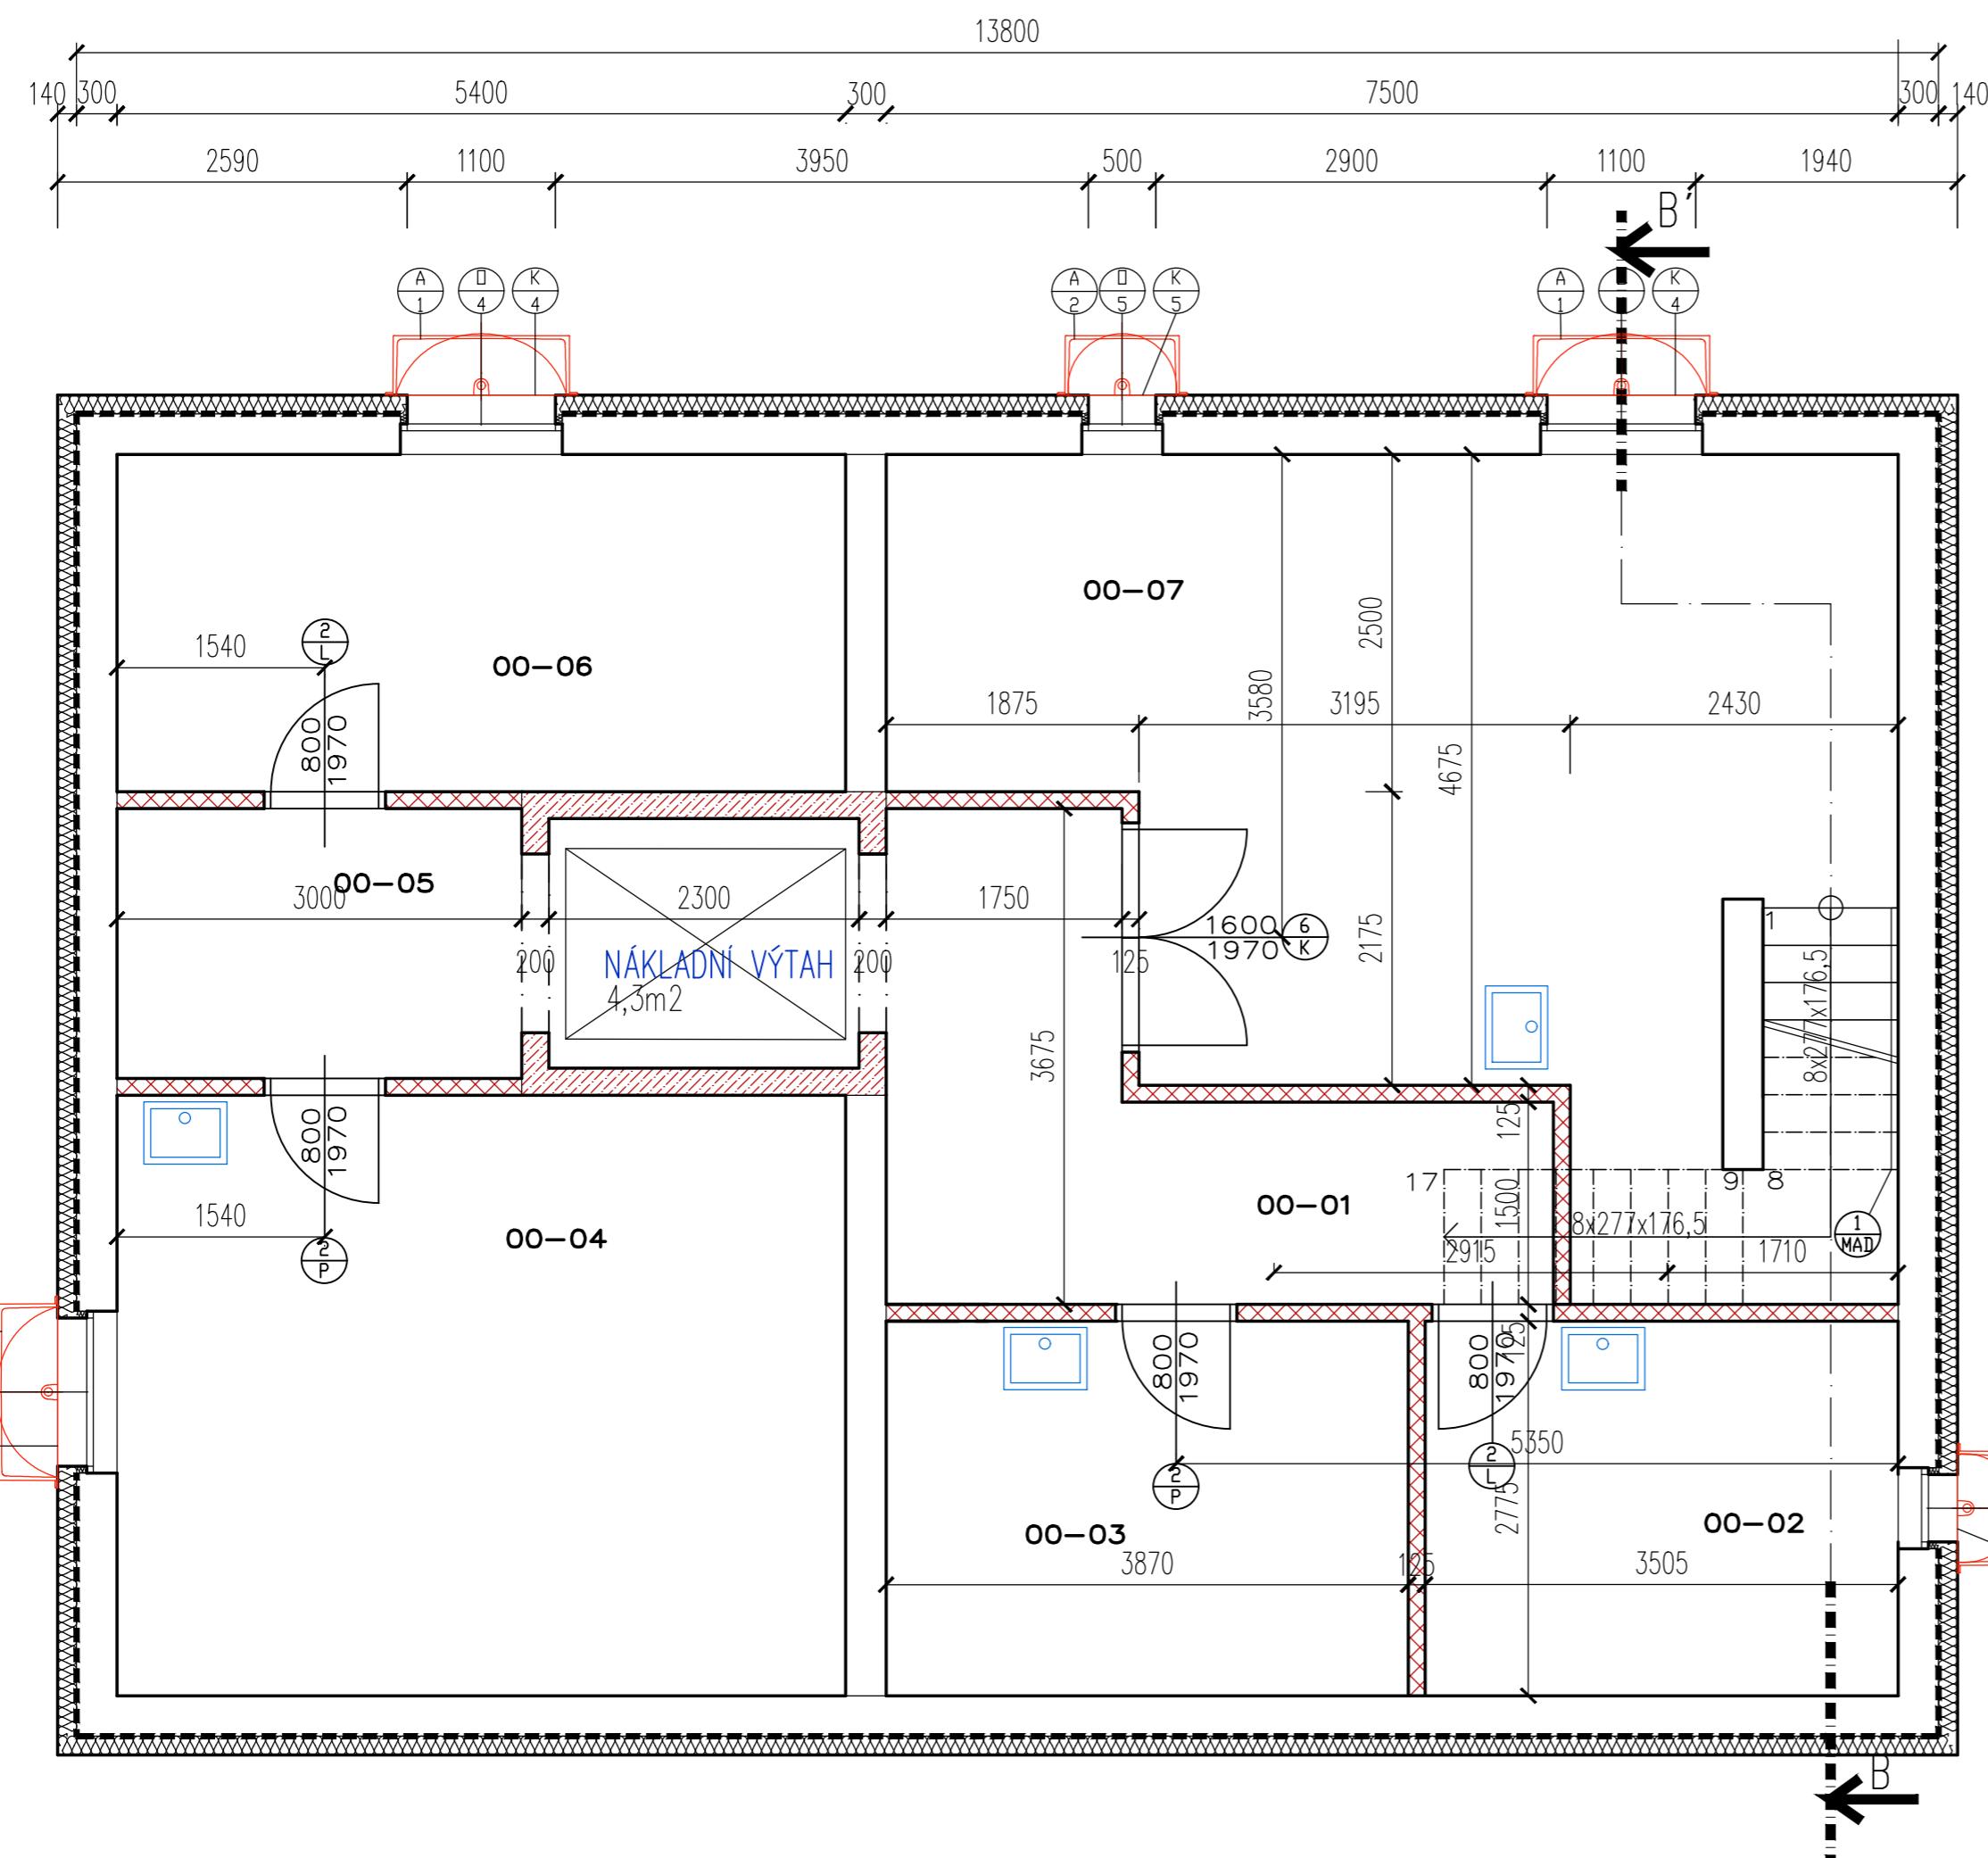 13800
140 300 5400 300 7500 300 140
2590 1100 3950 500 2900 1100 1940
B'
A 1
O 4
K 4
A 2
O 5
K 5
A 1
K 4
00-07
2500
3580
1540
2 L
00-06
800
1970
1875 3195 2430
4675
00-05
3000 2300 1750
1600
1970
6 K
2175
1
8x277x176,5
200 NÁKLADNÍ VÝTAH 200 125
4,3m2
3675
125
800
1970
17 9 8
1540
00-04
00-01
1500
8x277x176,5
1 MAD
2915 1710
2 P
800
1970
800
1970
125
5350
2 P
2 L
2775
00-03
00-02
3870 125 3505
B